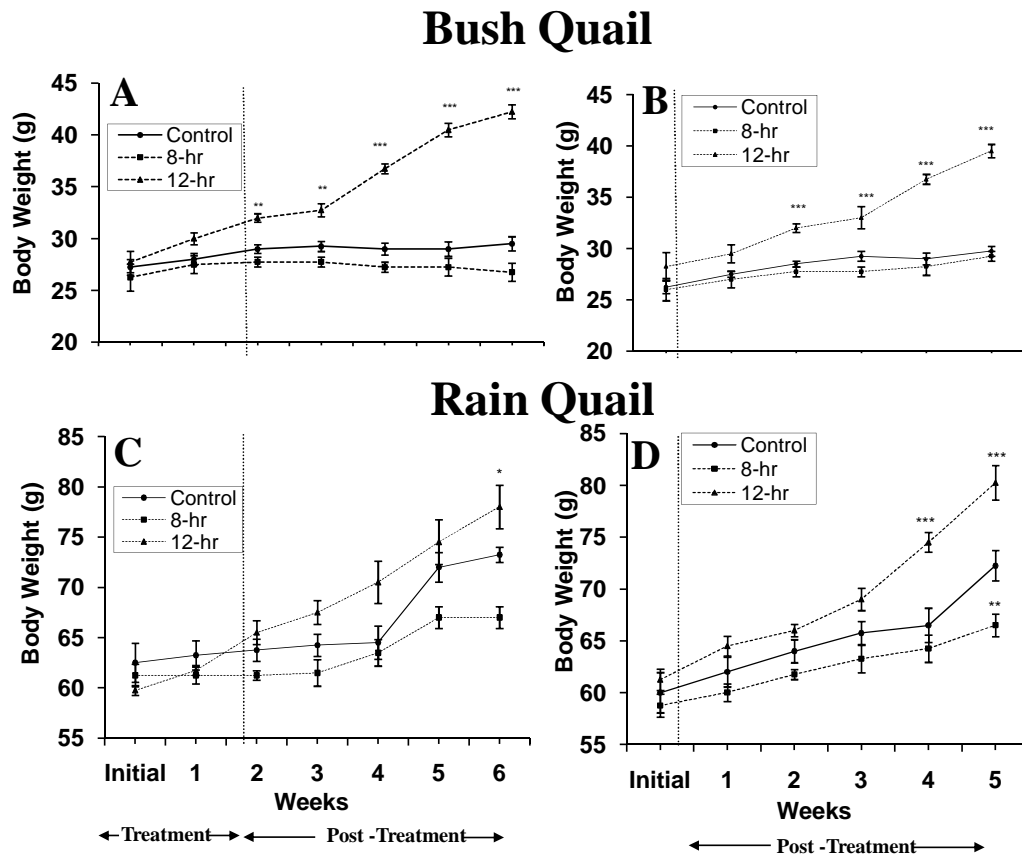 Bush Quail
A
Body Weight (g)
45
40
35
30
25
20
Control
8-hr
12-hr
**
**
***
***
***
B
Body Weight (g)
45
40
35
30
25
20
Control
8-hr
12-hr
***
***
***
***
Rain Quail
C
Body Weight (g)
85
80
75
70
65
60
55
Control
8-hr
12-hr
*
Initial 1 2 3 4 5 6
Weeks
Treatment Post -Treatment
D
Body Weight (g)
85
80
75
70
65
60
55
Control
8-hr
12-hr
***
***
**
Initial 1 2 3 4 5
Weeks
Post -Treatment